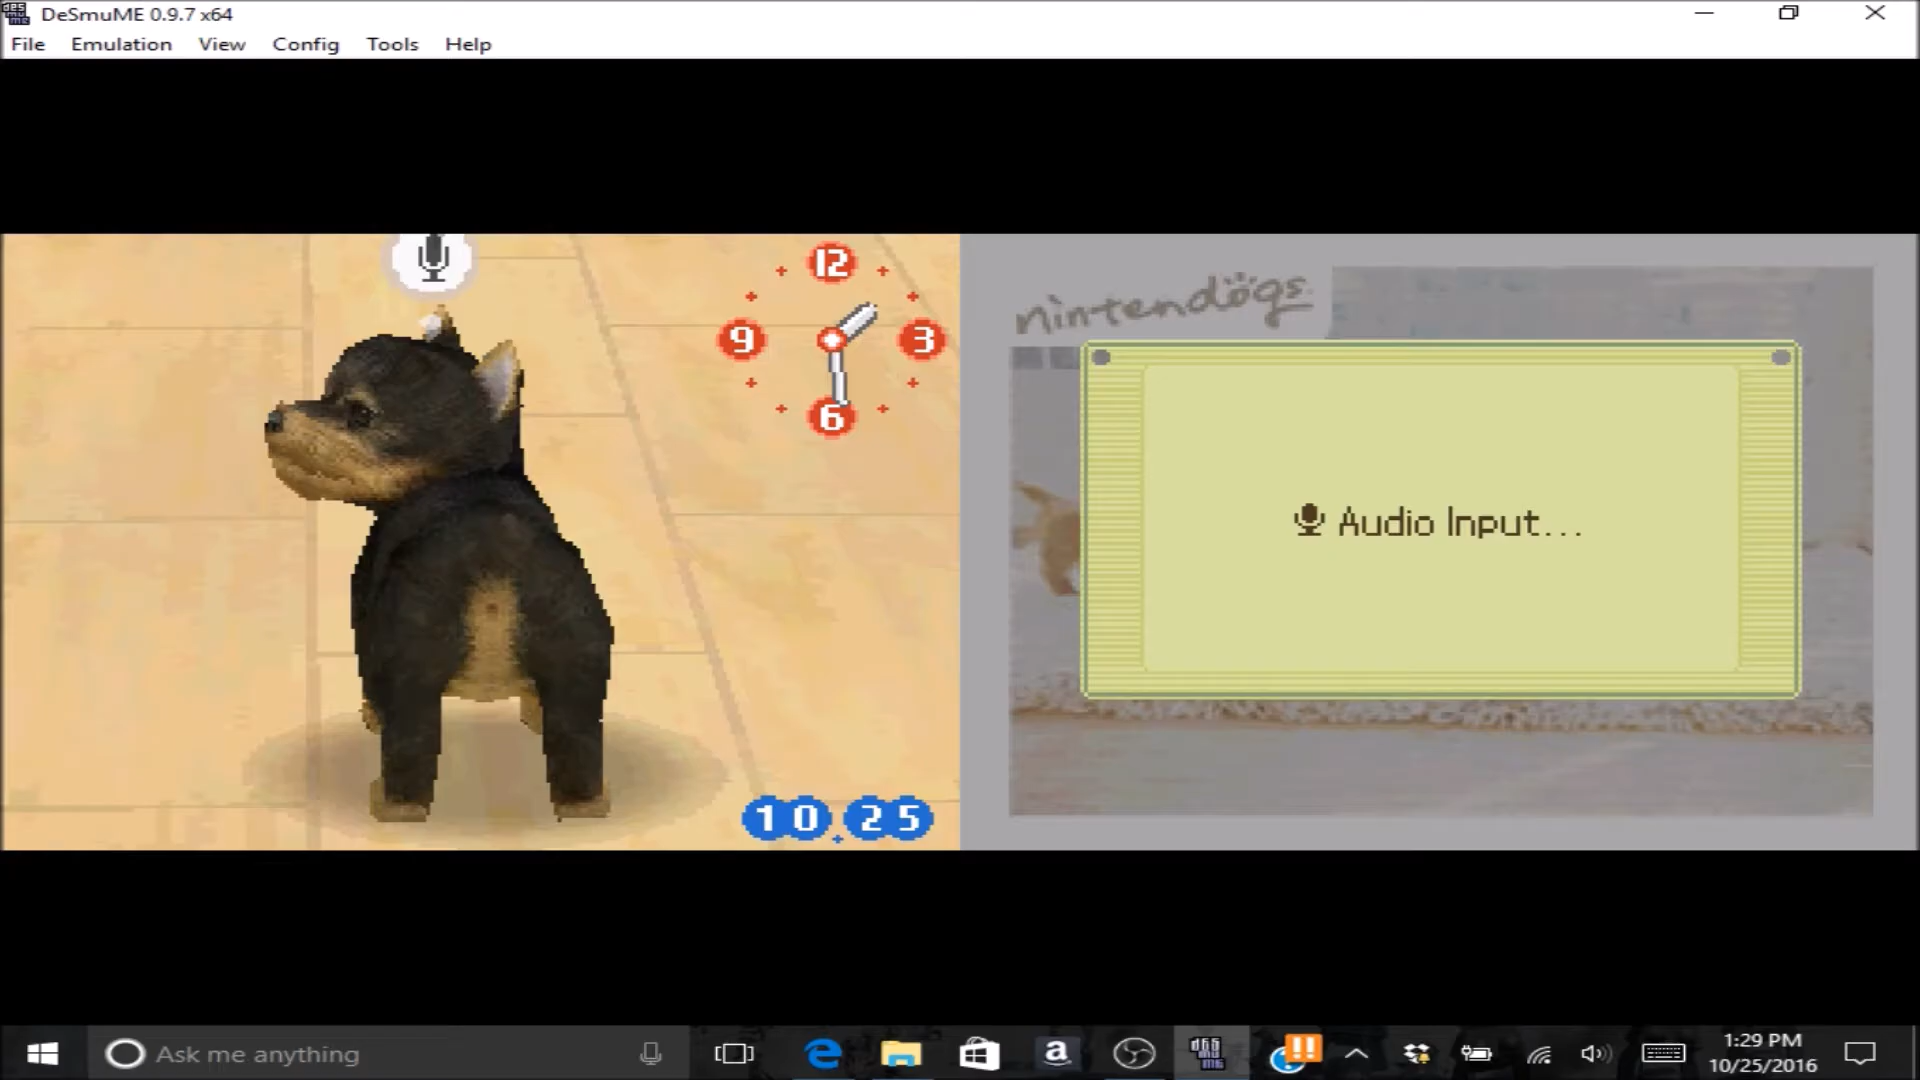 DeSmuME 0.9.7 x64
File Emulation View Config Tools Help
12
9 3
6
10.25
nintendogs
Audio Input...
Ask me anything
1:29 PM
10/25/2016